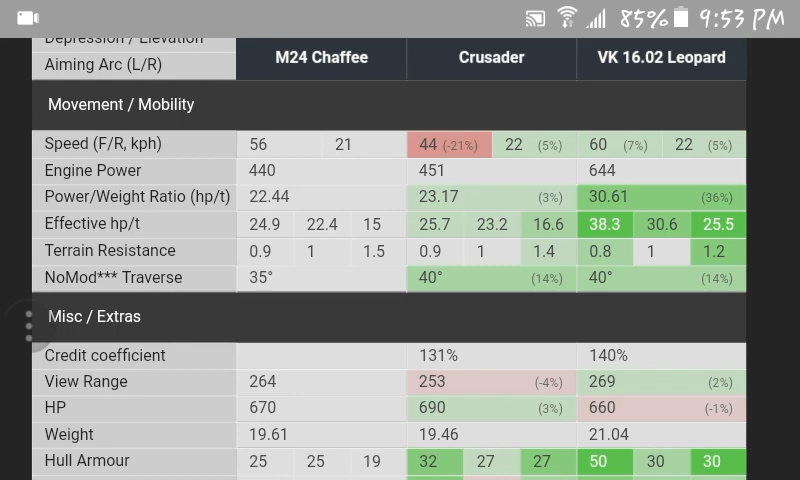 85% 9:53 PM
Depression / Elevation
Aiming Arc (L/R) M24 Chaffee Crusader VK 16.02 Leopard
Movement / Mobility
Speed (F/R, kph) 56 21 44 (-21%) 22 (5%) 60 (7%) 22 (5%)
Engine Power 440 451 644
Power/Weight Ratio (hp/t) 22.44 23.17 (3%) 30.61 (36%)
Effective hp/t 24.9 22.4 15 25.7 23.2 16.6 38.3 30.6 25.5
Terrain Resistance 0.9 1 1.5 0.9 1 1.4 0.8 1 1.2
NoMod*** Traverse 35° 40° (14%) 40° (14%)
Misc / Extras
Credit coefficient 131% 140%
View Range 264 253 (-4%) 269 (2%)
HP 670 690 (3%) 660 (-1%)
Weight 19.61 19.46 21.04
Hull Armour 25 25 19 32 27 27 50 30 30